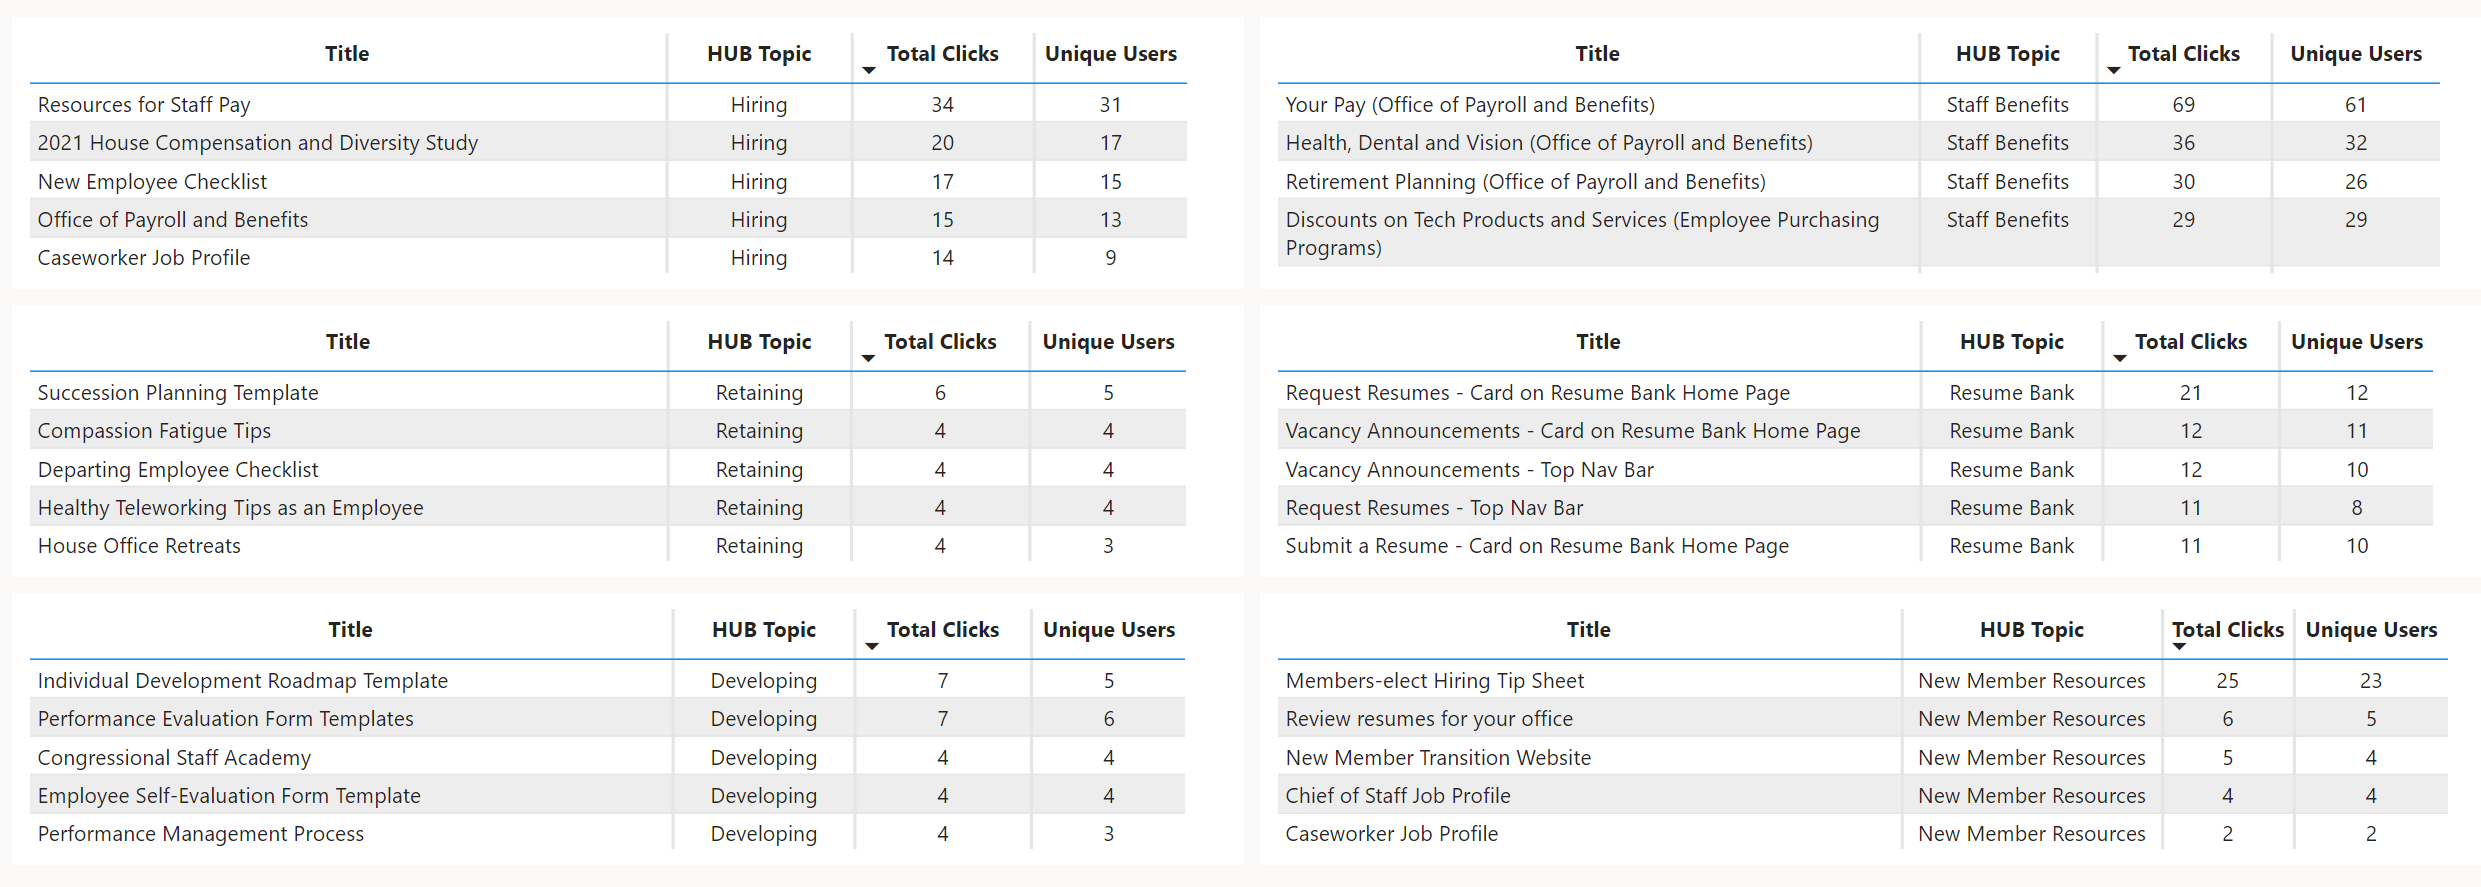 Title HUB Topic Total Clicks Unique Users
Resources for Staff Pay Hiring 34 31
2021 House Compensation and Diversity Study Hiring 20 17
New Employee Checklist Hiring 17 15
Office of Payroll and Benefits Hiring 15 13
Caseworker Job Profile Hiring 14 9
Title HUB Topic Total Clicks Unique Users
Your Pay (Office of Payroll and Benefits) Staff Benefits 69 61
Health, Dental and Vision (Office of Payroll and Benefits) Staff Benefits 36 32
Retirement Planning (Office of Payroll and Benefits) Staff Benefits 30 26
Discounts on Tech Products and Services (Employee Purchasing Staff Benefits 29 29
Programs)
Title HUB Topic Total Clicks Unique Users
Succession Planning Template Retaining 6 5
Compassion Fatigue Tips Retaining 4 4
Departing Employee Checklist Retaining 4 4
Healthy Teleworking Tips as an Employee Retaining 4 4
House Office Retreats Retaining 4 3
Title HUB Topic Total Clicks Unique Users
Request Resumes - Card on Resume Bank Home Page Resume Bank 21 12
Vacancy Announcements - Card on Resume Bank Home Page Resume Bank 12 11
Vacancy Announcements - Top Nav Bar Resume Bank 12 10
Request Resumes - Top Nav Bar Resume Bank 11 8
Submit a Resume - Card on Resume Bank Home Page Resume Bank 11 10
Title HUB Topic Total Clicks Unique Users
Individual Development Roadmap Template Developing 7 5
Performance Evaluation Form Templates Developing 7 6
Congressional Staff Academy Developing 4 4
Employee Self-Evaluation Form Template Developing 4 4
Performance Management Process Developing 4 3
Title HUB Topic Total Clicks Unique Users
Members-elect Hiring Tip Sheet New Member Resources 25 23
Review resumes for your office New Member Resources 6 5
New Member Transition Website New Member Resources 5 4
Chief of Staff Job Profile New Member Resources 4 4
Caseworker Job Profile New Member Resources 2 2